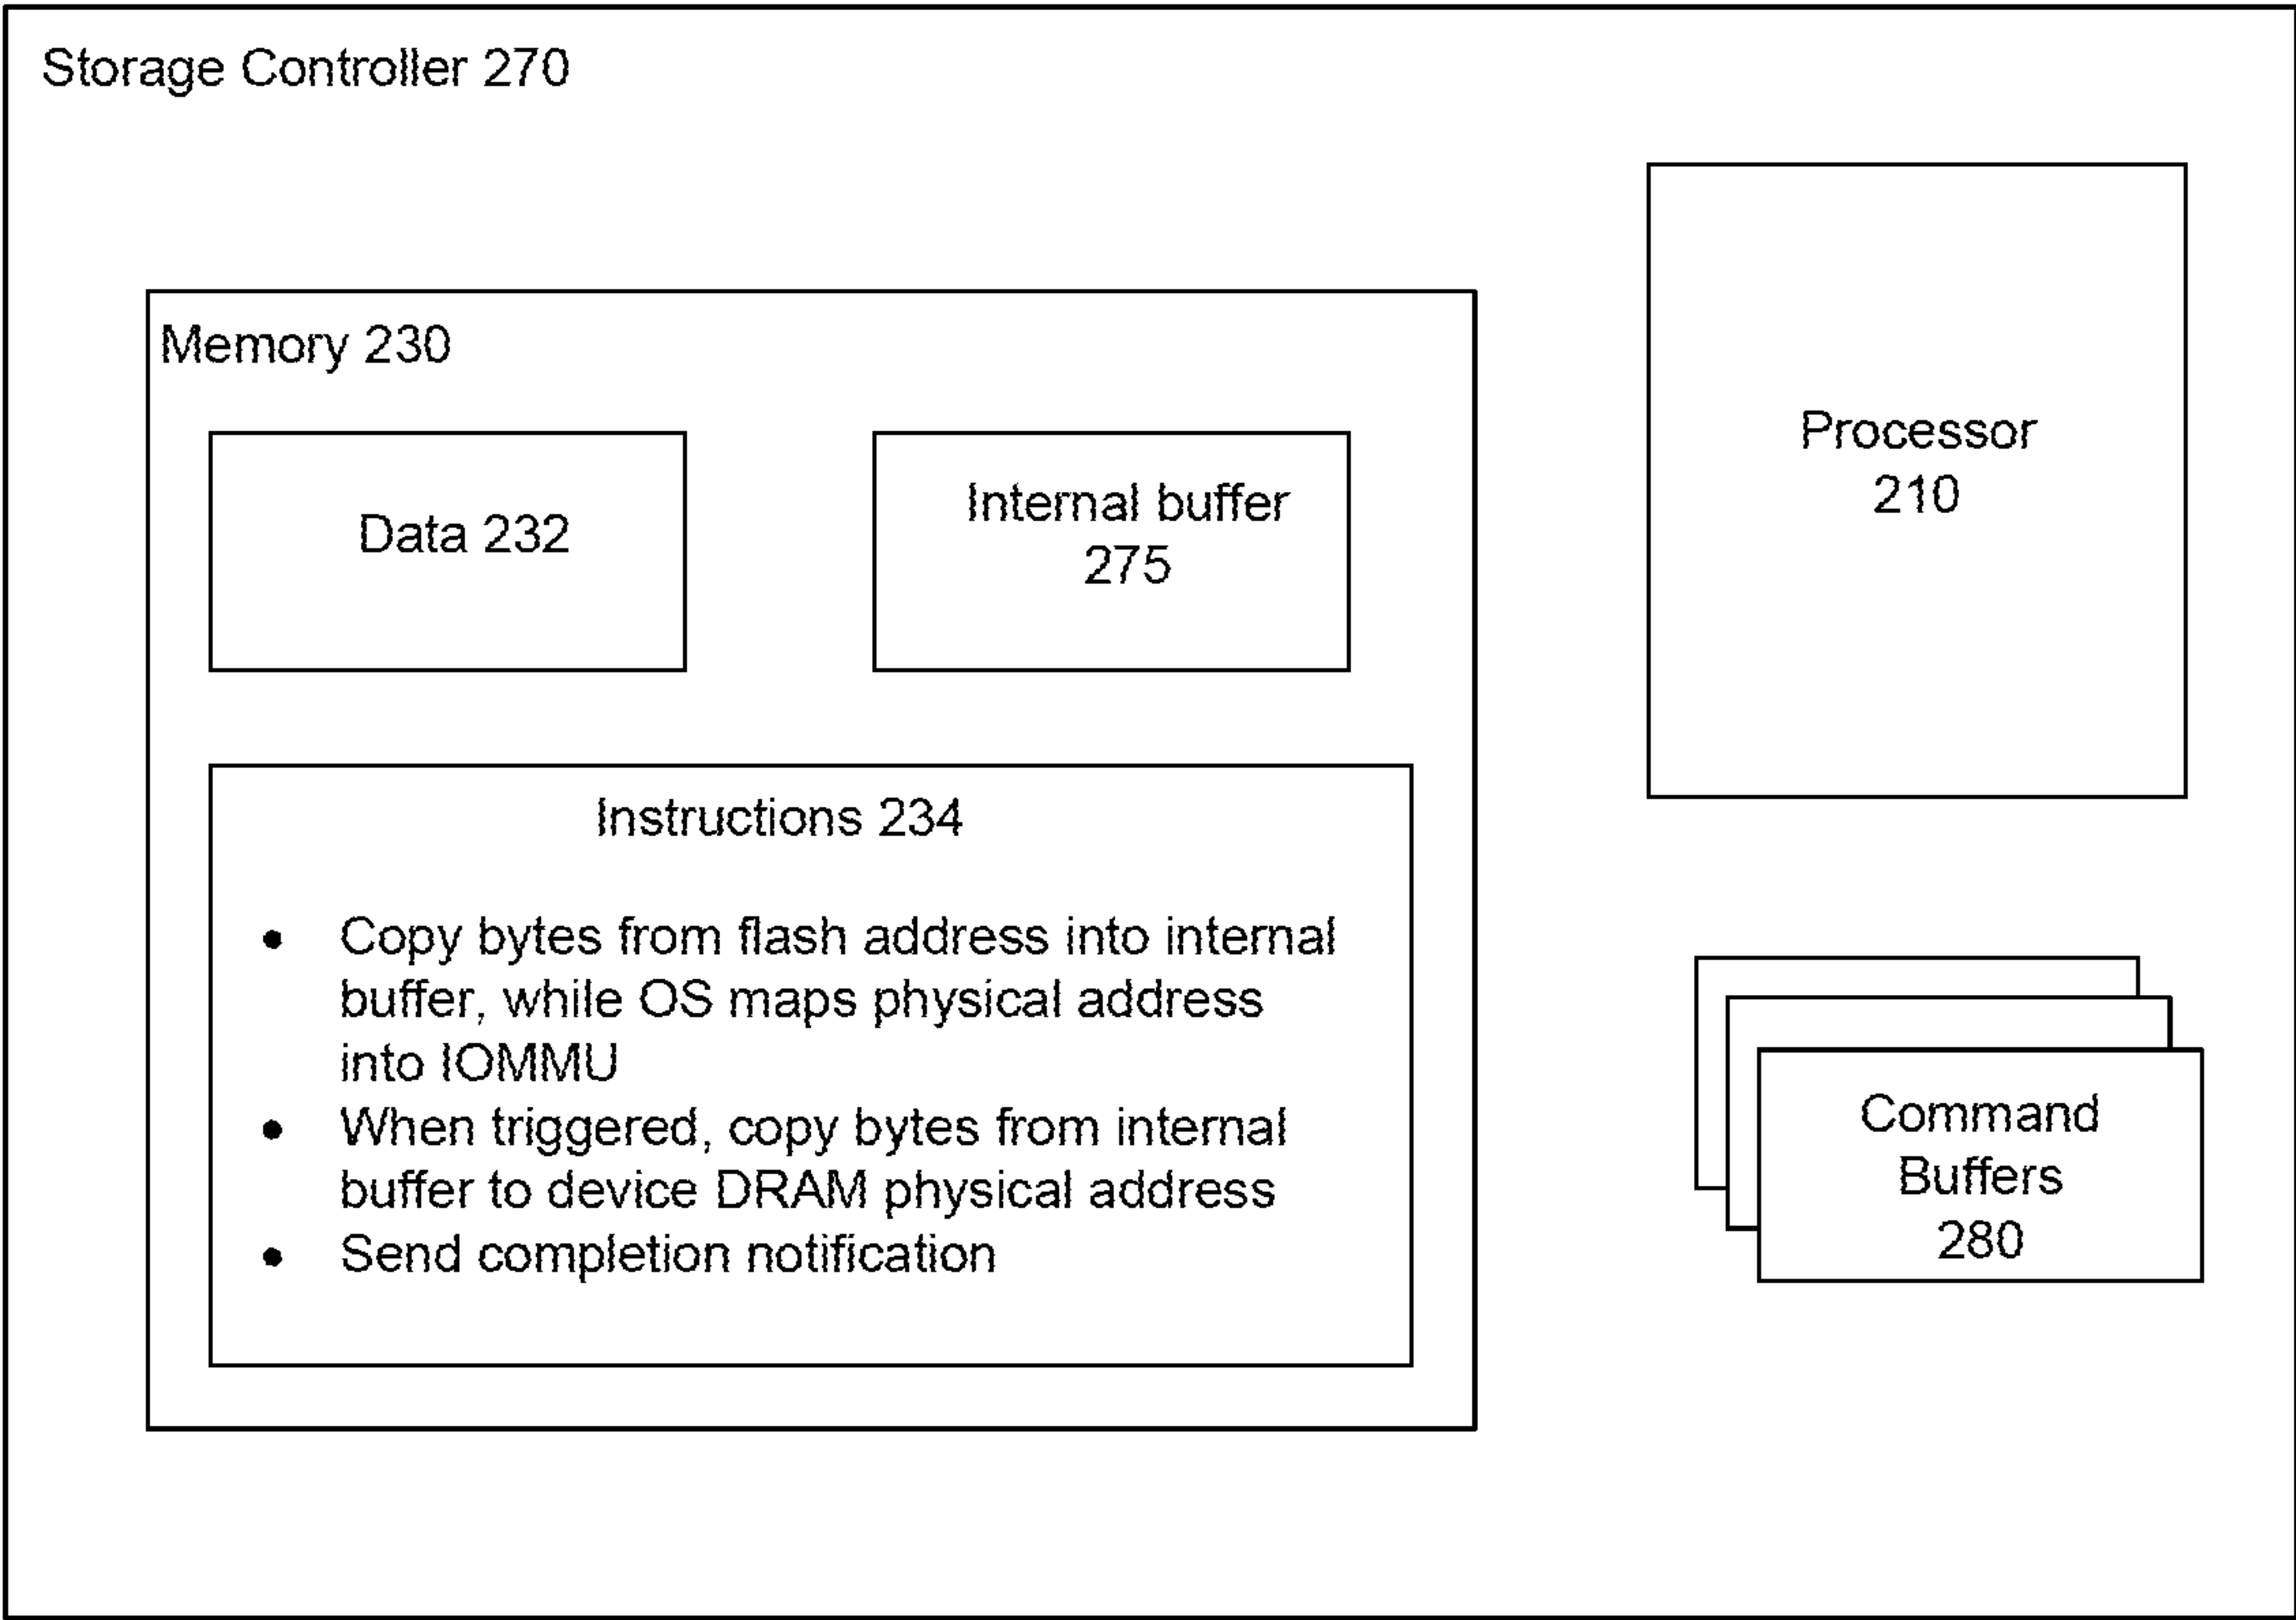 Storage Controller 270
Memory 230
Data 232
Internal buffer
275
Instructions 234
• Copy bytes from flash address into internal
buffer, while OS maps physical address
into IOMMU
• When triggered, copy bytes from internal
buffer to device DRAM physical address
• Send completion notification
Processor
210
Command
Buffers
280